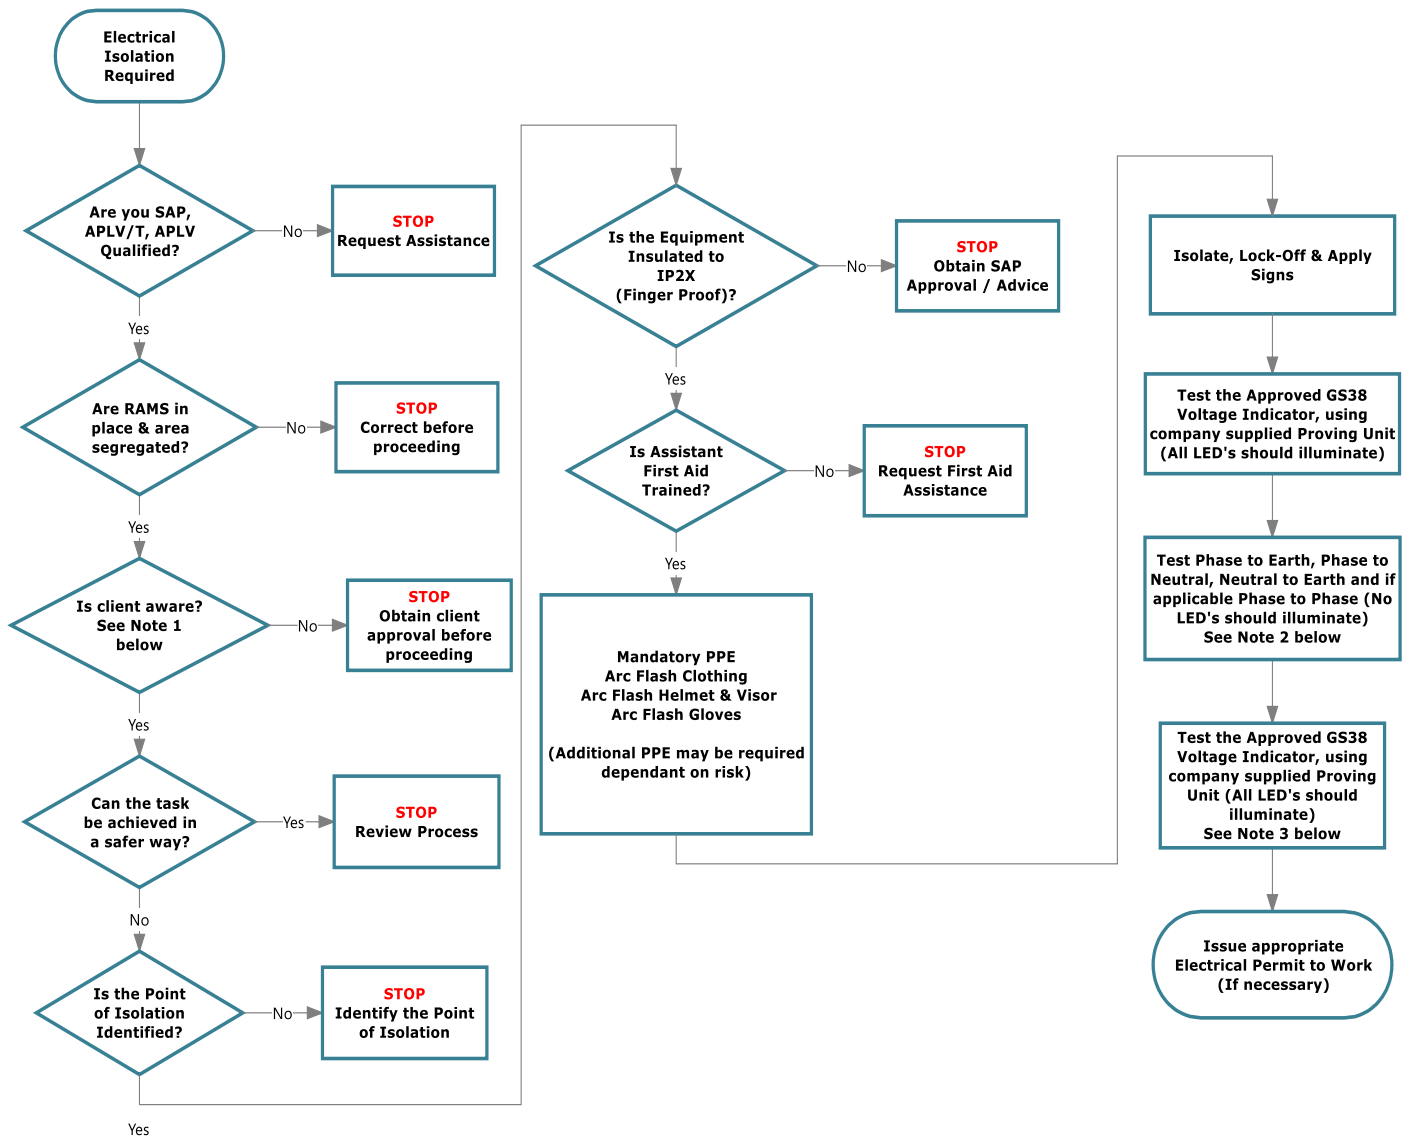 Electrical
Isolation
Required
Are you SAP,
APLV/T, APLV
Qualified?
No
STOP
Request Assistance
Yes
Are RAMS in
place & area
segregated?
No
STOP
Correct before
proceeding
Yes
Is client aware?
See Note 1
below
No
STOP
Obtain client
approval before
proceeding
Yes
Can the task
be achieved in
a safer way?
Yes
STOP
Review Process
No
Is the Point
of Isolation
Identified?
No
STOP
Identify the Point
of Isolation
Yes
Is the Equipment
Insulated to
IP2X
(Finger Proof)?
No
STOP
Obtain SAP
Approval / Advice
Yes
Is Assistant
First Aid
Trained?
No
STOP
Request First Aid
Assistance
Yes
Mandatory PPE
Arc Flash Clothing
Arc Flash Helmet & Visor
Arc Flash Gloves
(Additional PPE may be required
dependant on risk)
Isolate, Lock-Off & Apply
Signs
Test the Approved GS38
Voltage Indicator, using
company supplied Proving Unit
(All LED's should illuminate)
Test Phase to Earth, Phase to
Neutral, Neutral to Earth and if
applicable Phase to Phase (No
LED's should illuminate)
See Note 2 below
Test the Approved GS38
Voltage Indicator, using
company supplied Proving
Unit (All LED's should
illuminate)
See Note 3 below
Issue appropriate
Electrical Permit to Work
(If necessary)